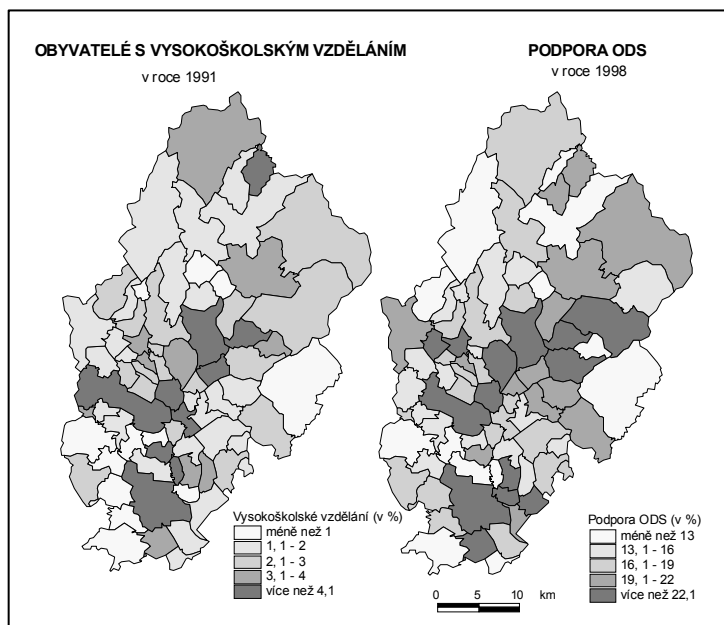 OBYVATELÉ S VYSOKOŠKOLSKÝM VZDĚLÁNÍM
v roce 1991
PODPORA ODS
v roce 1998
Vysokoškolské vzdělání (v %)
méně než 1
1, 1 - 2
2, 1 - 3
3, 1 - 4
více než 4,1
Podpora ODS (v %)
méně než 13
13, 1 - 16
16, 1 - 19
19, 1 - 22
více než 22,1
0 5 10 km